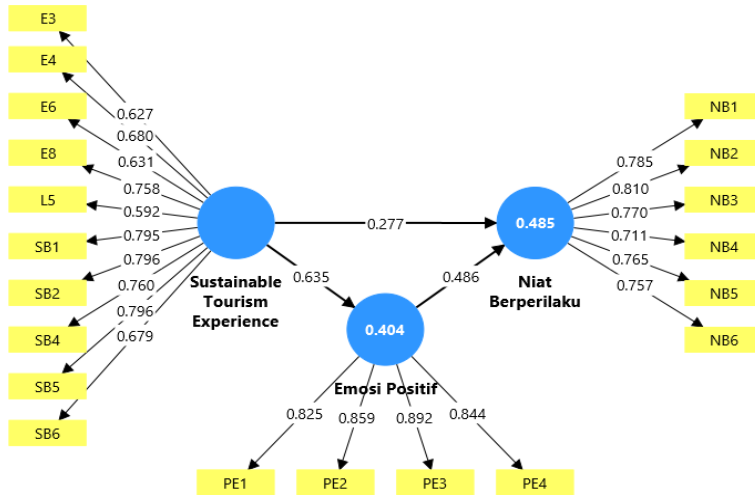 E3
E4
E6
E8
L5
SB1
SB2
SB4
SB5
SB6
0.627
0.680
0.631
0.758
0.592
0.795
0.796
0.760
0.796
0.679
Sustainable
Tourism
Experience
0.277
0.635
0.486
0.404
Emosi Positif
0.825
0.859
0.892
0.844
PE1
PE2
PE3
PE4
0.485
Niat
Berperilaku
0.785
0.810
0.770
0.711
0.765
0.757
NB1
NB2
NB3
NB4
NB5
NB6